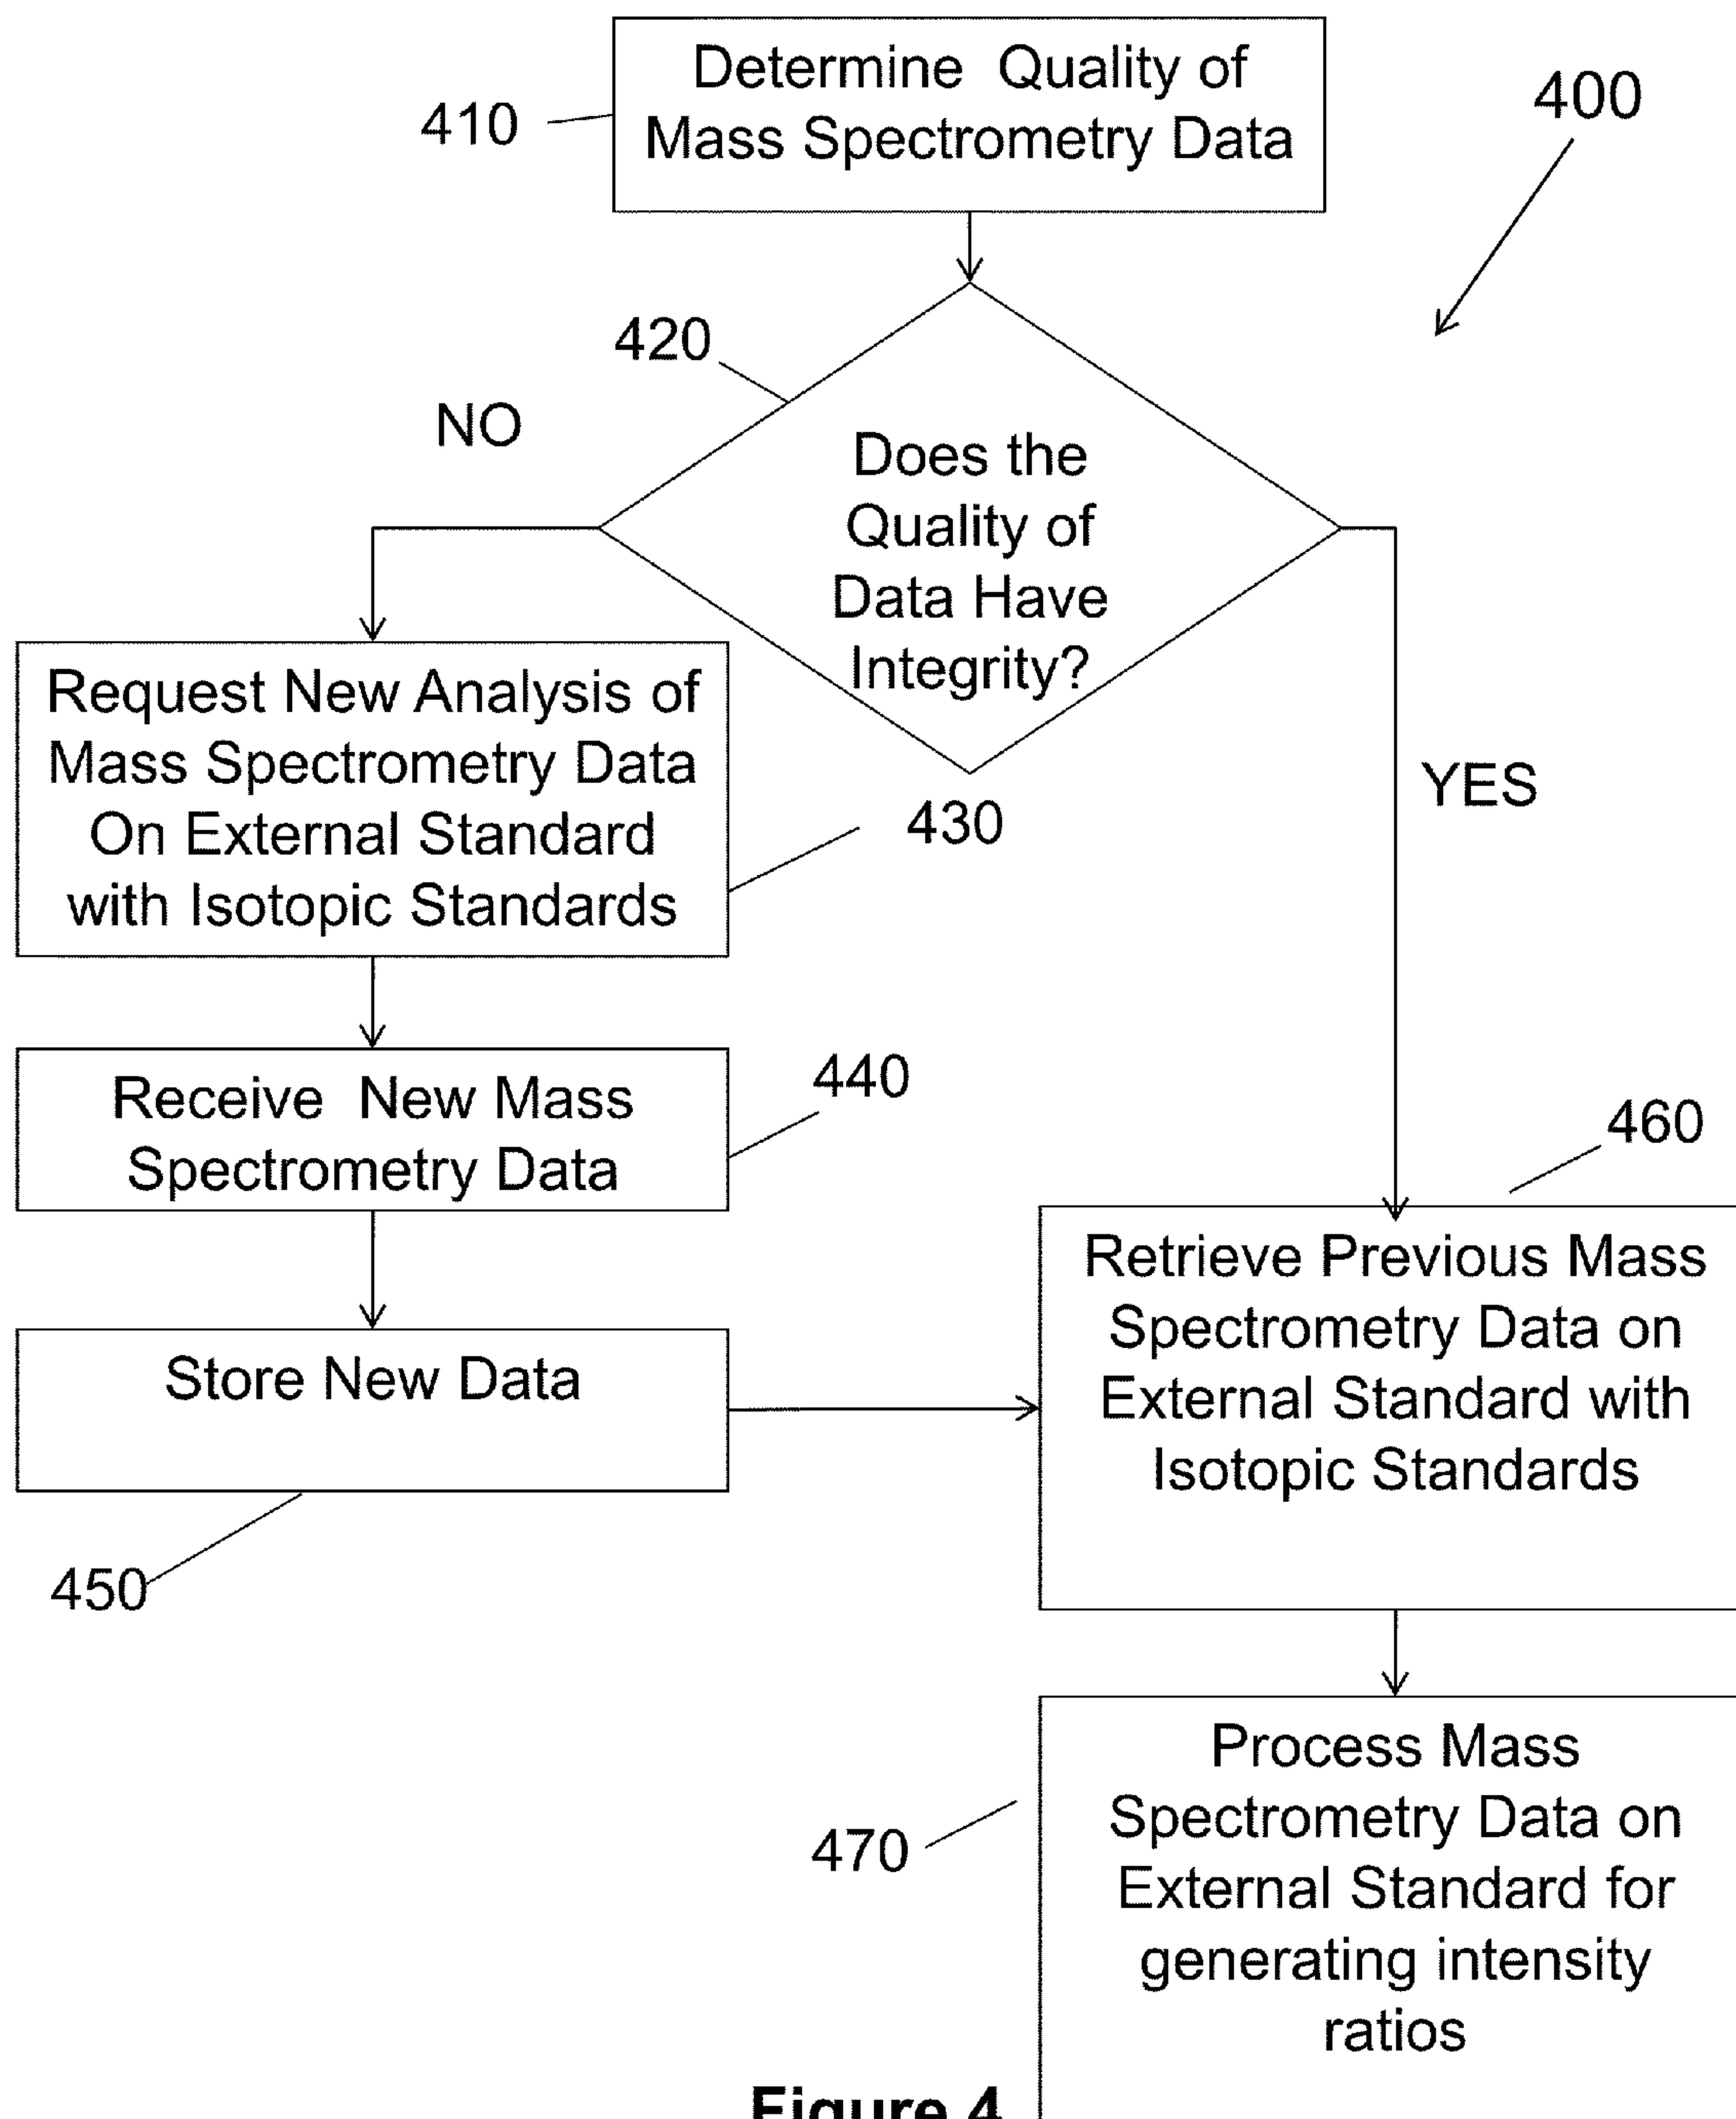 Determine Quality of
Mass Spectrometry Data
410
400
420
NO
Does the
Quality of
Data Have
Integrity?
YES
Request New Analysis of
Mass Spectrometry Data
On External Standard
with Isotopic Standards
430
Receive New Mass
Spectrometry Data
440
460
Store New Data
450
Retrieve Previous Mass
Spectrometry Data on
External Standard with
Isotopic Standards
470
Process Mass
Spectrometry Data on
External Standard for
generating intensity
ratios
Figure 4